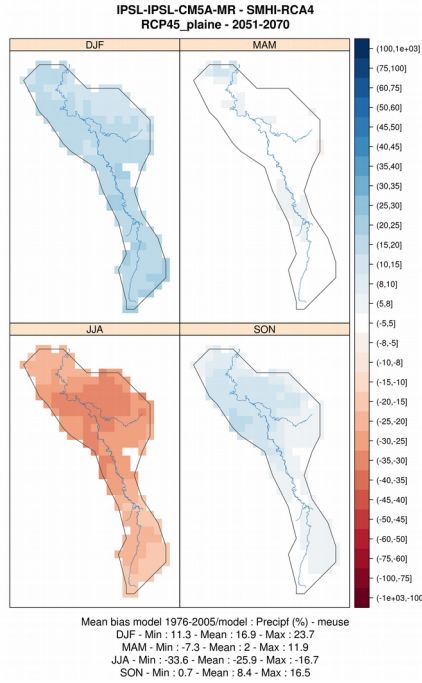 IPSL-IPSL-CM5A-MR - SMHI-RCA4
RCP45_plaine - 2051-2070
DJF
MAM
JJA
SON
(100,1e+03]
(75,100]
(60,75]
(50,60]
(45,50]
(40,45]
(35,40]
(30,35]
(25,30]
(20,25]
(15,20]
(10,15]
(8,10]
(5,8]
(-5,5]
(-8,-5]
(-10,-8]
(-15,-10]
(-20,-15]
(-25,-20]
(-30,-25]
(-35,-30]
(-40,-35]
(-45,-40]
(-50,-45]
(-60,-50]
(-75,-60]
(-100,-75]
(-1e+03,-100
Mean bias model 1976-2005/model : Precipf (%) - meuse
DJF - Min : 11.3 - Mean : 16.9 - Max : 23.7
MAM - Min : -7.3 - Mean : 2 - Max : 11.9
JJA - Min : -33.6 - Mean : -25.9 - Max : -16.7
SON - Min : 0.7 - Mean : 8.4 - Max : 16.5